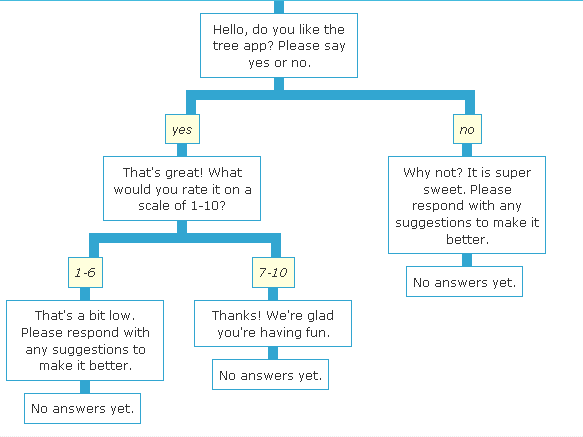 Hello, do you like the
tree app? Please say
yes or no.
yes
no
That's great! What
would you rate it on a
scale of 1-10?
Why not? It is super
sweet. Please
respond with any
suggestions to make it
better.
1-6
7-10
No answers yet.
That's a bit low.
Please respond with
any suggestions to
make it better.
Thanks! We're glad
you're having fun.
No answers yet.
No answers yet.